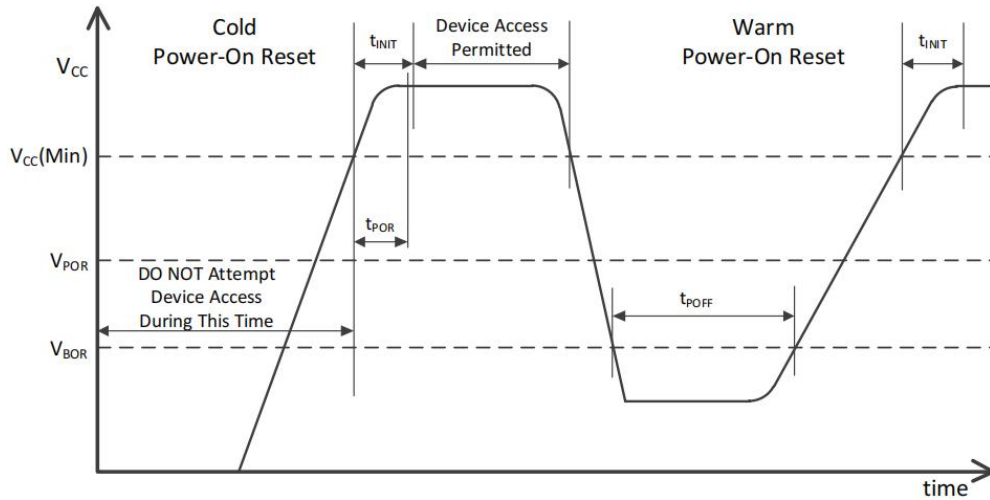 Cold
Power-On Reset
tINIT
Device Access
Permitted
Warm
Power-On Reset
tINIT
VCC
VCC(Min)
tPOR
VPOR
DO NOT Attempt
Device Access
During This Time
tPOFF
VBOR
time